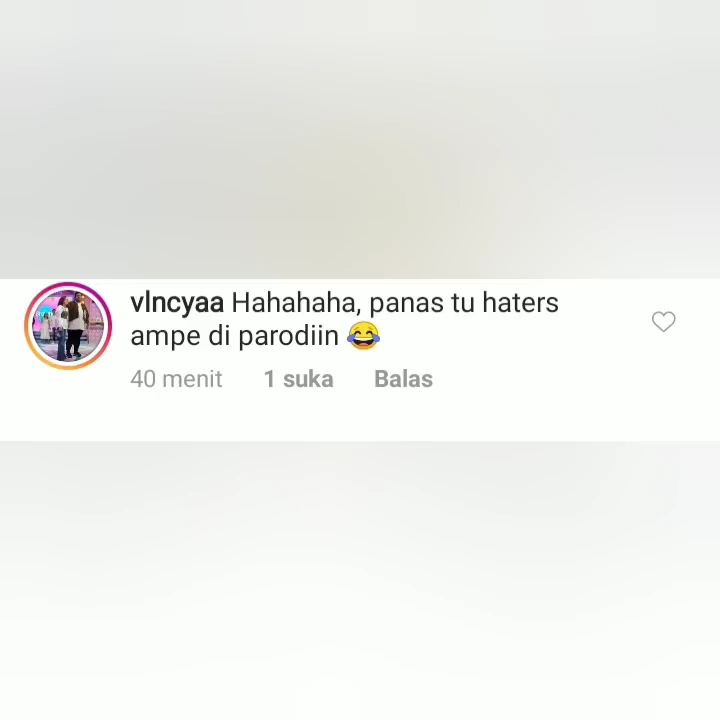 vlncyaa Hahahaha, panas tu haters
ampe di parodiin 😂
40 menit 1 suka Balas